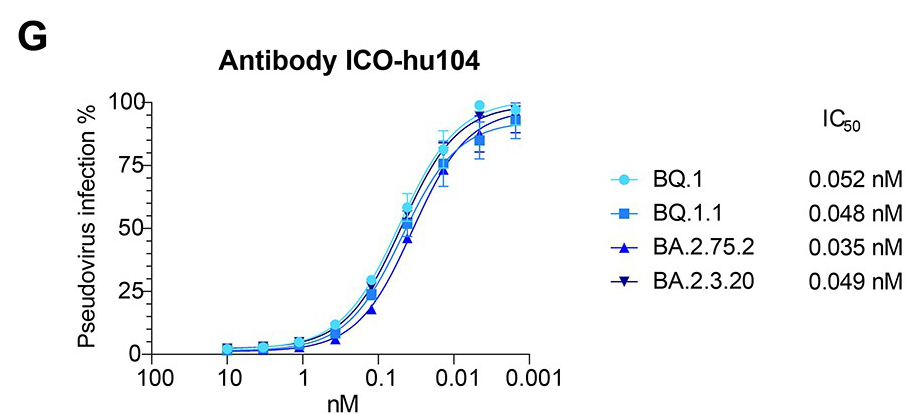 G
Antibody ICO-hu104
Pseudovirus infection %
100
75
50
25
0
100 10 1 0.1 0.01 0.001
nM
IC50
BQ.1 0.052 nM
BQ.1.1 0.048 nM
BA.2.75.2 0.035 nM
BA.2.3.20 0.049 nM